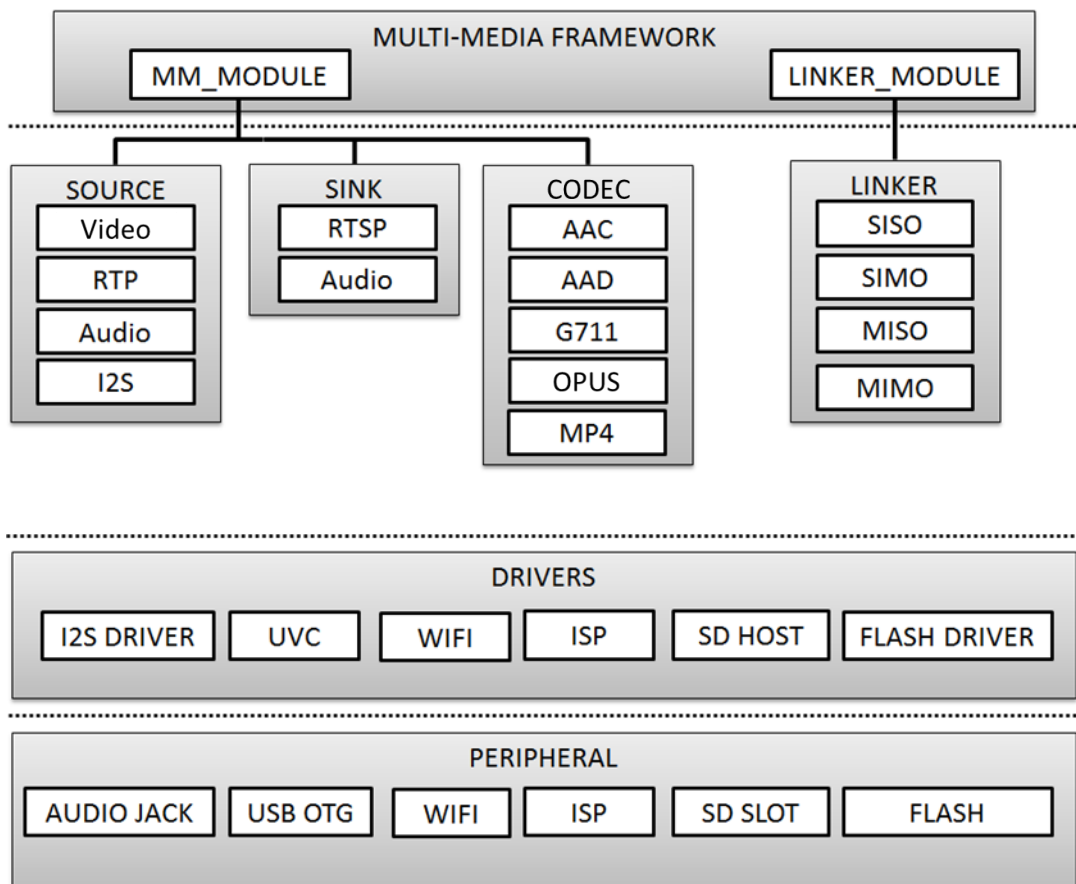 MULTI-MEDIA FRAMEWORK
MM_MODULE
LINKER_MODULE
SOURCE
Video
RTP
Audio
I2S
SINK
RTSP
Audio
CODEC
AAC
AAD
G711
OPUS
MP4
LINKER
SISO
SIMO
MISO
MIMO
DRIVERS
I2S DRIVER
UVC
WIFI
ISP
SD HOST
FLASH DRIVER
PERIPHERAL
AUDIO JACK
USB OTG
WIFI
ISP
SD SLOT
FLASH